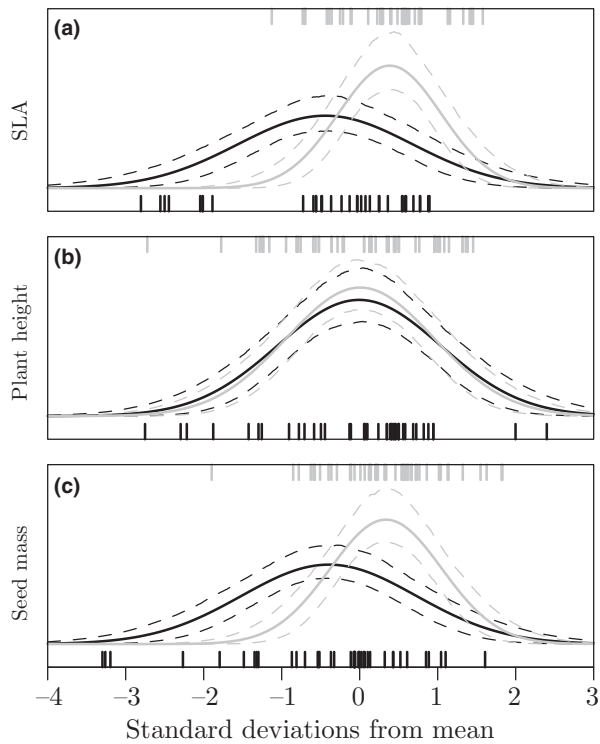 (a)
SLA
(b)
Plant height
(c)
Seed mass
–4 –3 –2 –1 0 1 2 3
Standard deviations from mean